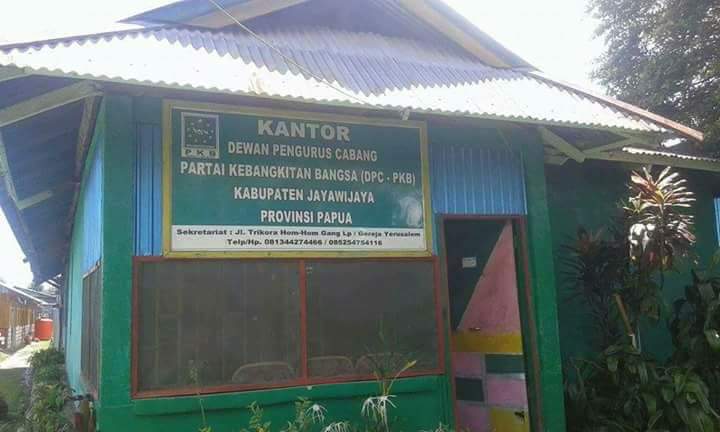 PKB
KANTOR
DEWAN PENGURUS CABANG
PARTAI KEBANGKITAN BANGSA (DPC - PKB)
KABUPATEN JAYAWIJAYA
PROVINSI PAPUA
Sekretariat : Jl. Trikora Hom-Hom Gang Lp / Gereja Yerusalem
Telp/Hp. 081344274466 / 085254754116